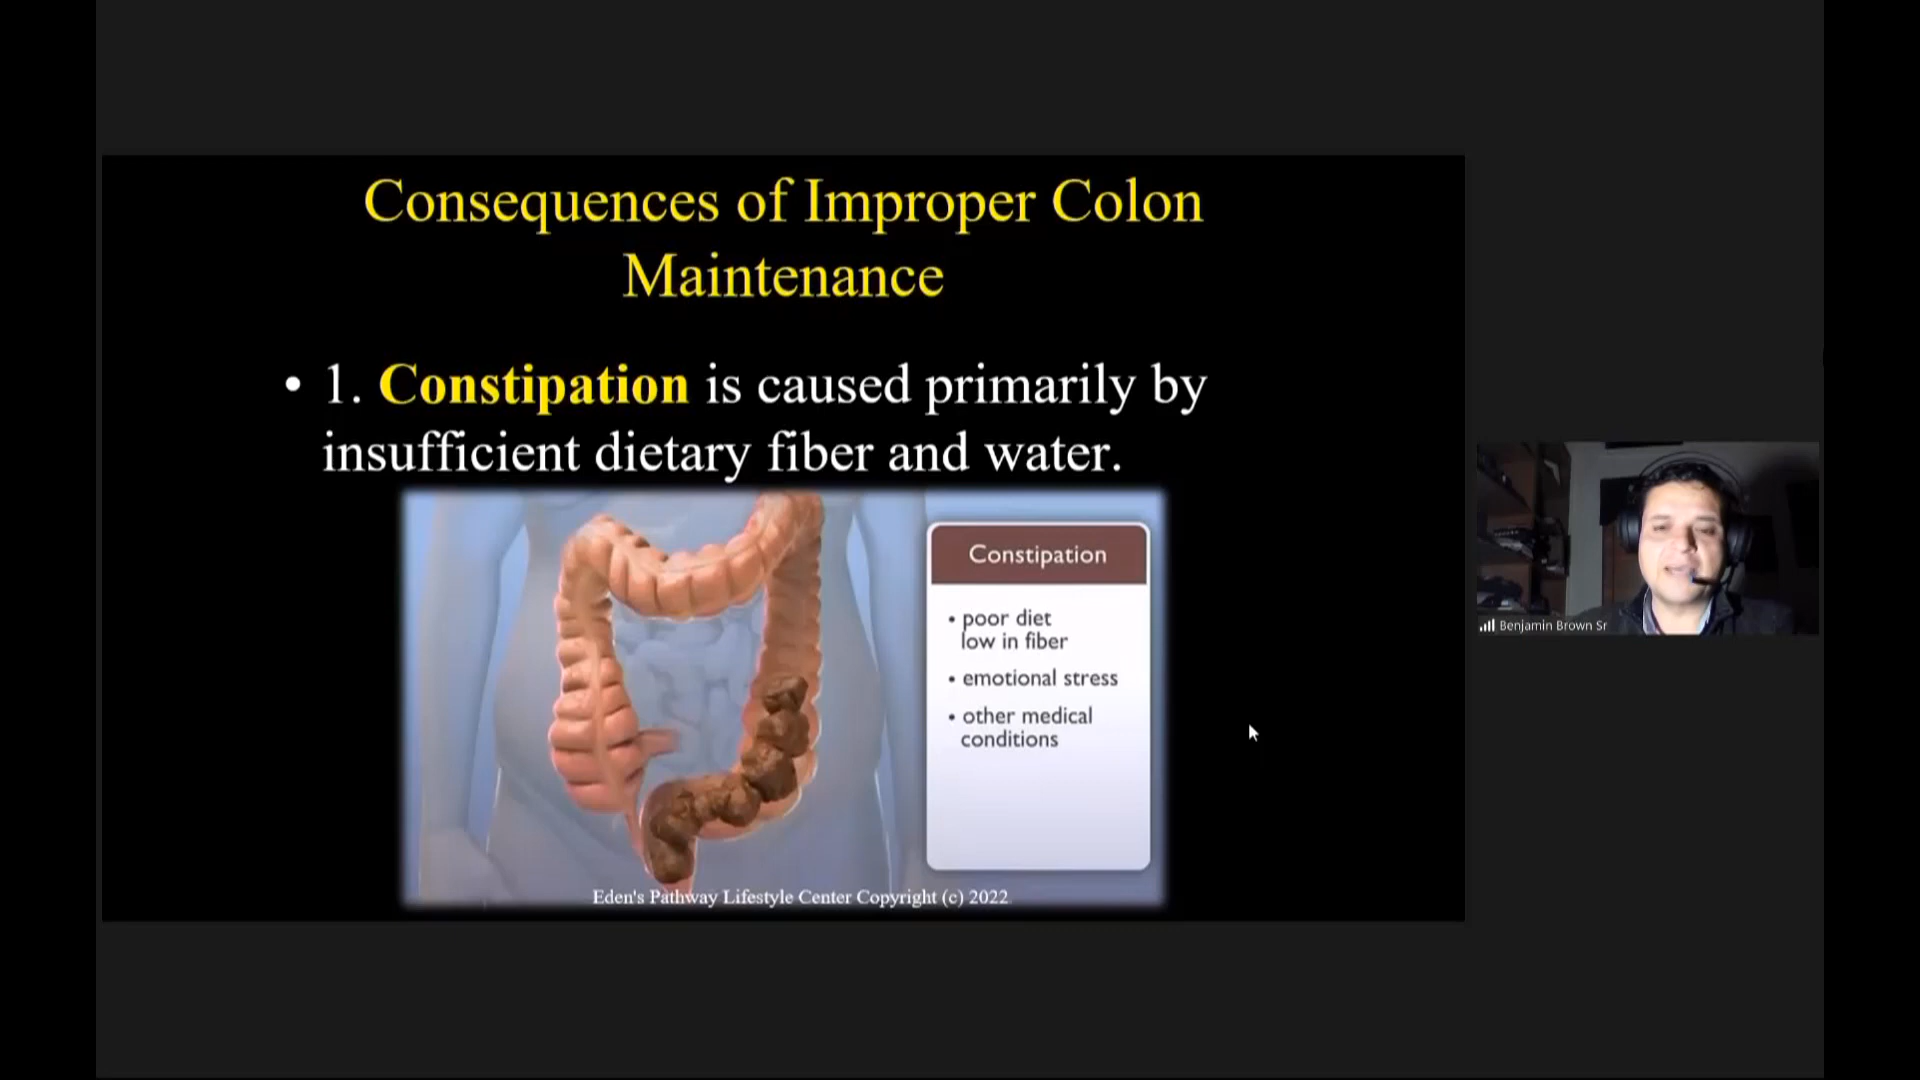 Consequences of Improper Colon
Maintenance
• 1. Constipation is caused primarily by
insufficient dietary fiber and water.
Constipation
• poor diet
low in fiber
• emotional stress
• other medical
conditions
Eden's Pathway Lifestyle Center Copyright (c) 2022
Benjamin Brown Sr